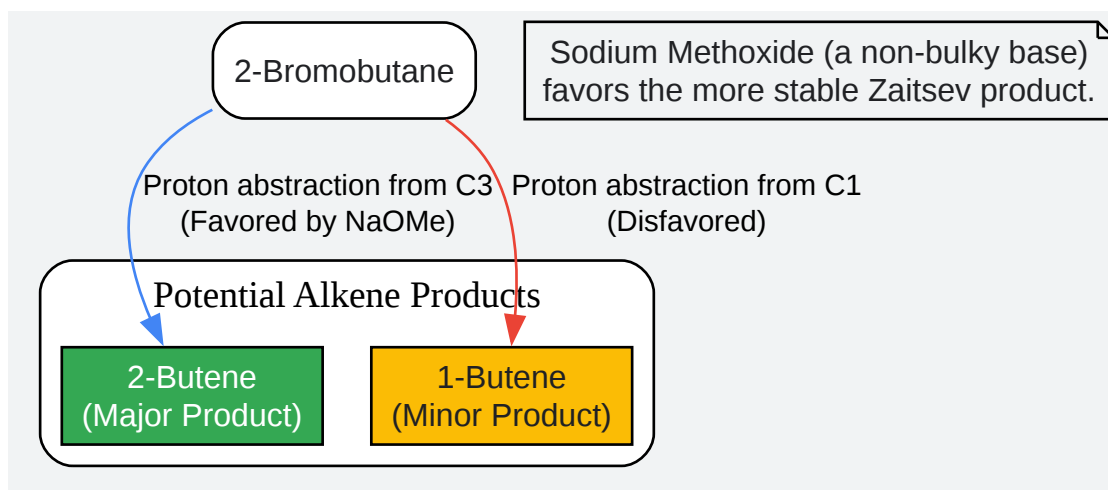 2-Bromobutane
Sodium Methoxide (a non-bulky base)
favors the more stable Zaitsev product.
Proton abstraction from C3
(Favored by NaOMe)
Proton abstraction from C1
(Disfavored)
Potential Alkene Products
2-Butene
(Major Product)
1-Butene
(Minor Product)